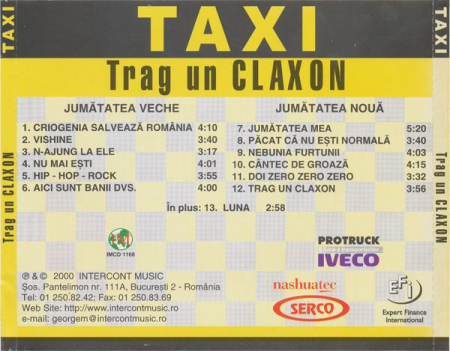 TAXI
Trag un CLAXON
TAXI
Trag un CLAXON
JUMĂTATEA VECHE
1. CRIOGENIA SALVEAZĂ ROMÂNIA 4:10
2. VISHINE 3:40
3. N-AJUNG LA ELE 3:17
4. NU MAI EŞTI 4:01
5. HIP - HOP - ROCK 3:55
6. AICI SUNT BANII DVS. 4:00
JUMĂTATEA NOUĂ
7. JUMĂTATEA MEA 5:20
8. PĂCAT CĂ NU EŞTI NORMALĂ 3:40
9. NEBUNIA FURTUNII 4:03
10. CÂNTEC DE GROAZĂ 4:15
11. DOI ZERO ZERO ZERO 3:32
12. TRAG UN CLAXON 3:56
În plus: 13. LUNA 2:58
IMCD 1168
PROTRUCK
IVECO
℗ & © 2000 INTERCONT MUSIC
Şos. Pantelimon nr. 111A, Bucureşti 2 - România
Tel: 01 250.82.42; Fax: 01 250.83.69
Web Site: http://www.intercontmusic.ro
e-mail: georgem@intercontmusic.ro
nashuatec
SERCO
EFI
Expert Finance
International
TAXI
Trag un CLAXON